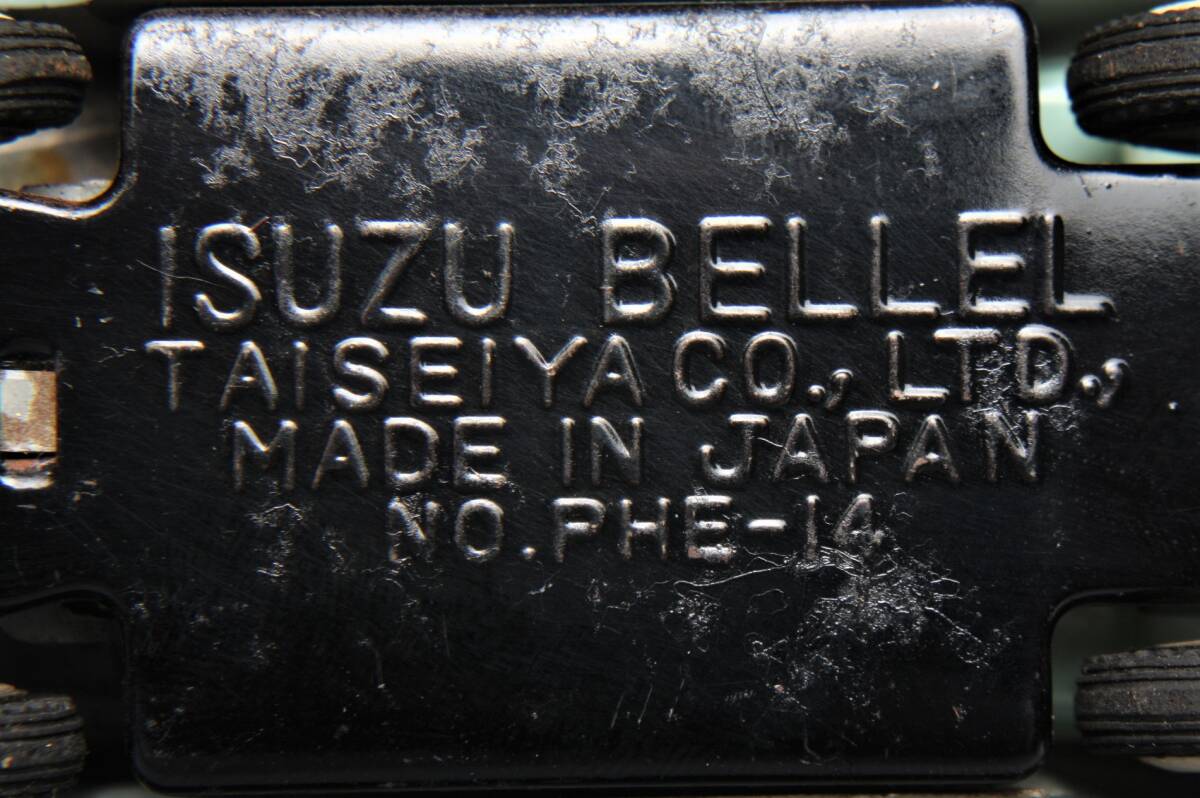 ISUZU BELLEL
TAISEIYA CO., LTD.,
MADE IN JAPAN
NO. PHE-14